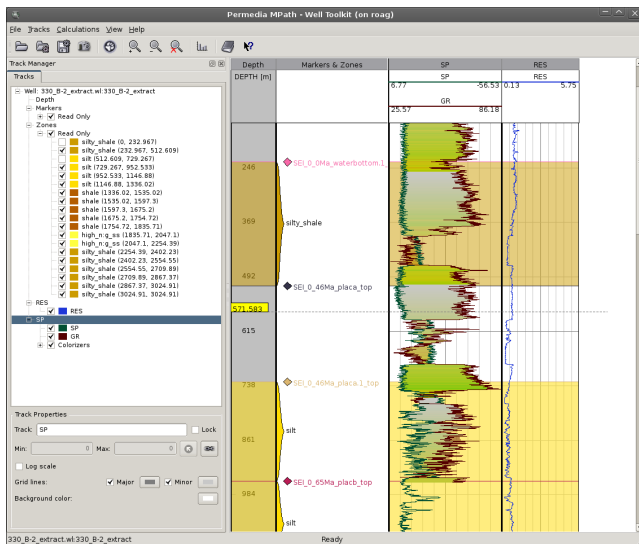 Permedia MPath - Well Toolkit (on roag)
File Tracks Calculations View Help
Track Manager
Tracks
Well: 330_B-2_extract.wl:330_B-2_extract
Depth
Markers
Read Only
Zones
Read Only
silty_shale (0, 232.967)
silty_shale (232.967, 512.609)
silt (512.609, 729.267)
silt (729.267, 952.533)
silt (952.533, 1146.88)
silt (1146.88, 1336.02)
shale (1336.02, 1535.02)
shale (1535.02, 1597.3)
shale (1597.3, 1675.2)
shale (1675.2, 1754.72)
shale (1754.72, 1835.71)
high_n:g_ss (1835.71, 2047.1)
high_n:g_ss (2047.1, 2254.39)
silty_shale (2254.39, 2402.23)
silty_shale (2402.23, 2554.55)
silty_shale (2554.55, 2709.89)
silty_shale (2709.89, 2867.37)
silty_shale (2867.37, 3024.91)
silty_shale (3024.91, 3024.91)
RES
RES
SP
SP
GR
Colorizers
Track Properties
Track: SP Lock
Min: 0 Max: 0
Log scale
Grid lines: Major Minor
Background color:
Depth Markers & Zones SP RES
DEPTH [m] SP RES
6.77 -56.53 0.13 5.75
GR
25.57 86.18
SEI_0_0Ma_waterbottom.1
246
369 silty_shale
492
SEI_0_46Ma_placa_top
571.583
615
SEI_0_46Ma_placa.1_top
738
861 silt
SEI_0_65Ma_placb_top
984
silt
330_B-2_extract.wl:330_B-2_extract Ready